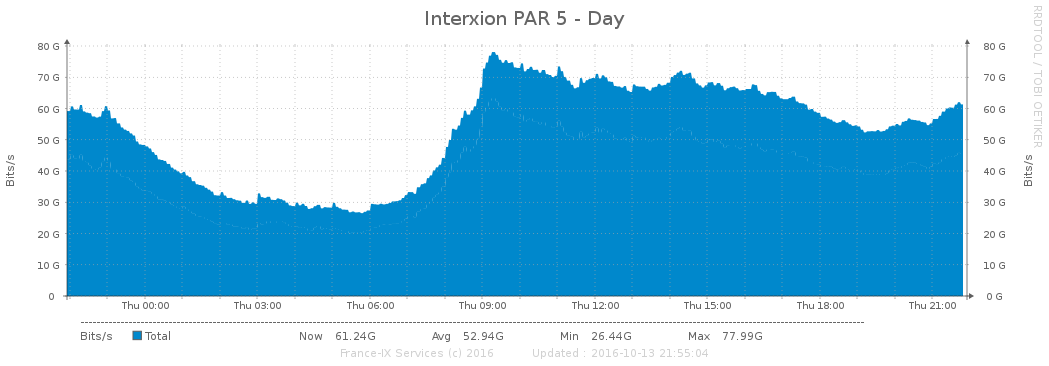 Interxion PAR 5 - Day
RRDTOOL / TOBI OETIKER
80 G 80 G
70 G 70 G
60 G 60 G
50 G 50 G
40 G 40 G
30 G 30 G
20 G 20 G
10 G 10 G
0 0 G
Bits/s
Bits/s
Thu 00:00 Thu 03:00 Thu 06:00 Thu 09:00 Thu 12:00 Thu 15:00 Thu 18:00 Thu 21:00
Bits/s Total Now 61.24G Avg 52.94G Min 26.44G Max 77.99G
France-IX Services (c) 2016 Updated : 2016-10-13 21:55:04